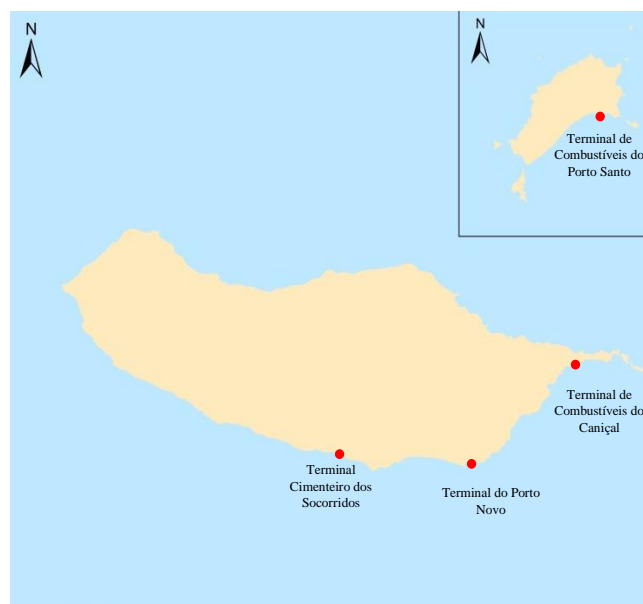 N
N
Terminal de
Combustíveis do
Porto Santo
Terminal de
Combustíveis do
Caniçal
Terminal
Cimenteiro dos
Socorridos
Terminal do Porto
Novo